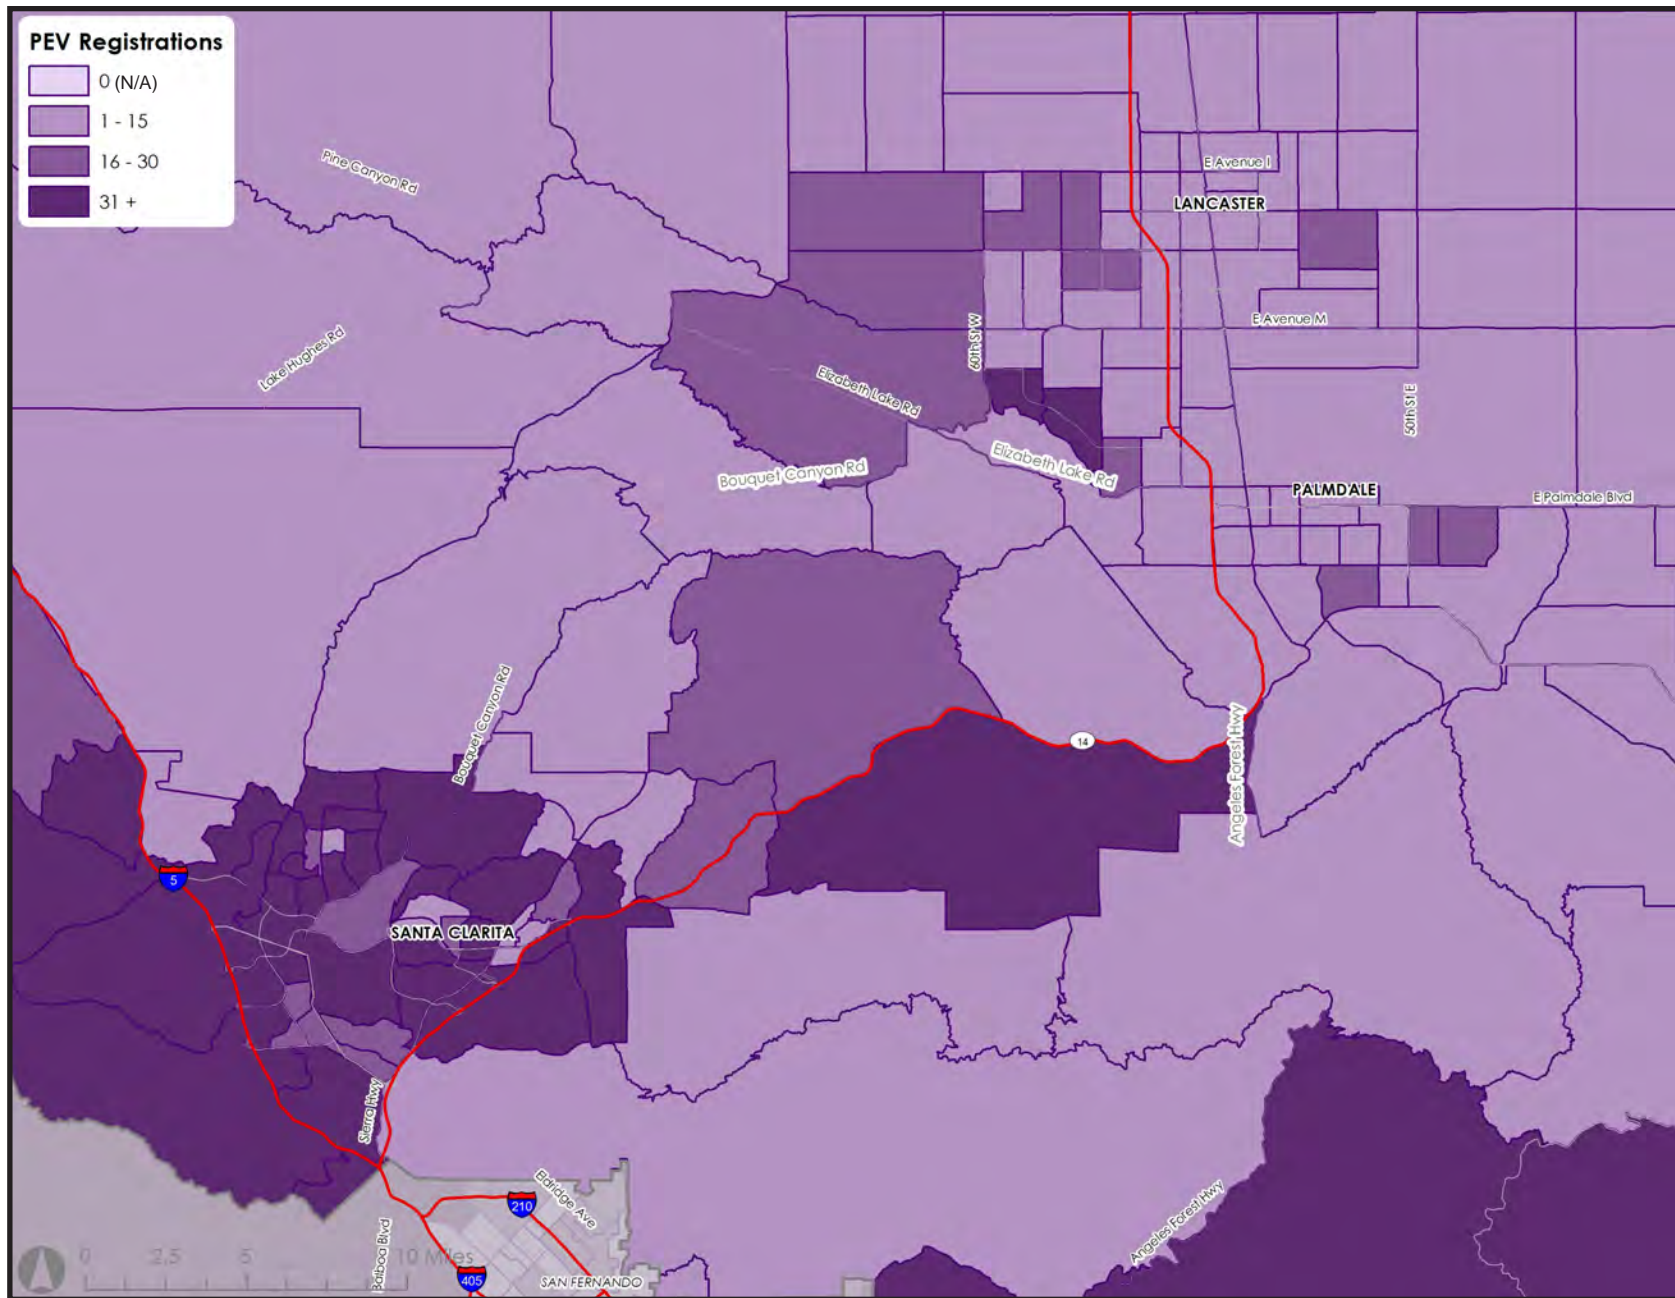 PEV Registrations
0 (N/A)
1 - 15
16 - 30
31 +
Pine Canyon Rd
E Avenue I
LANCASTER
Lake Hughes Rd
60th St W
E Avenue M
Elizabeth Lake Rd
50th St E
Bouquet Canyon Rd
Elizabeth Lake Rd
PALMDALE
E Palmdale Blvd
Bouquet Canyon Rd
14
Angeles Forest Hwy
5
SANTA CLARITA
Sierra Hwy
Eldridge Ave
210
Angeles Forest Hwy
Balboa Blvd
0 2.5 5 10 Miles
405
SAN FERNANDO